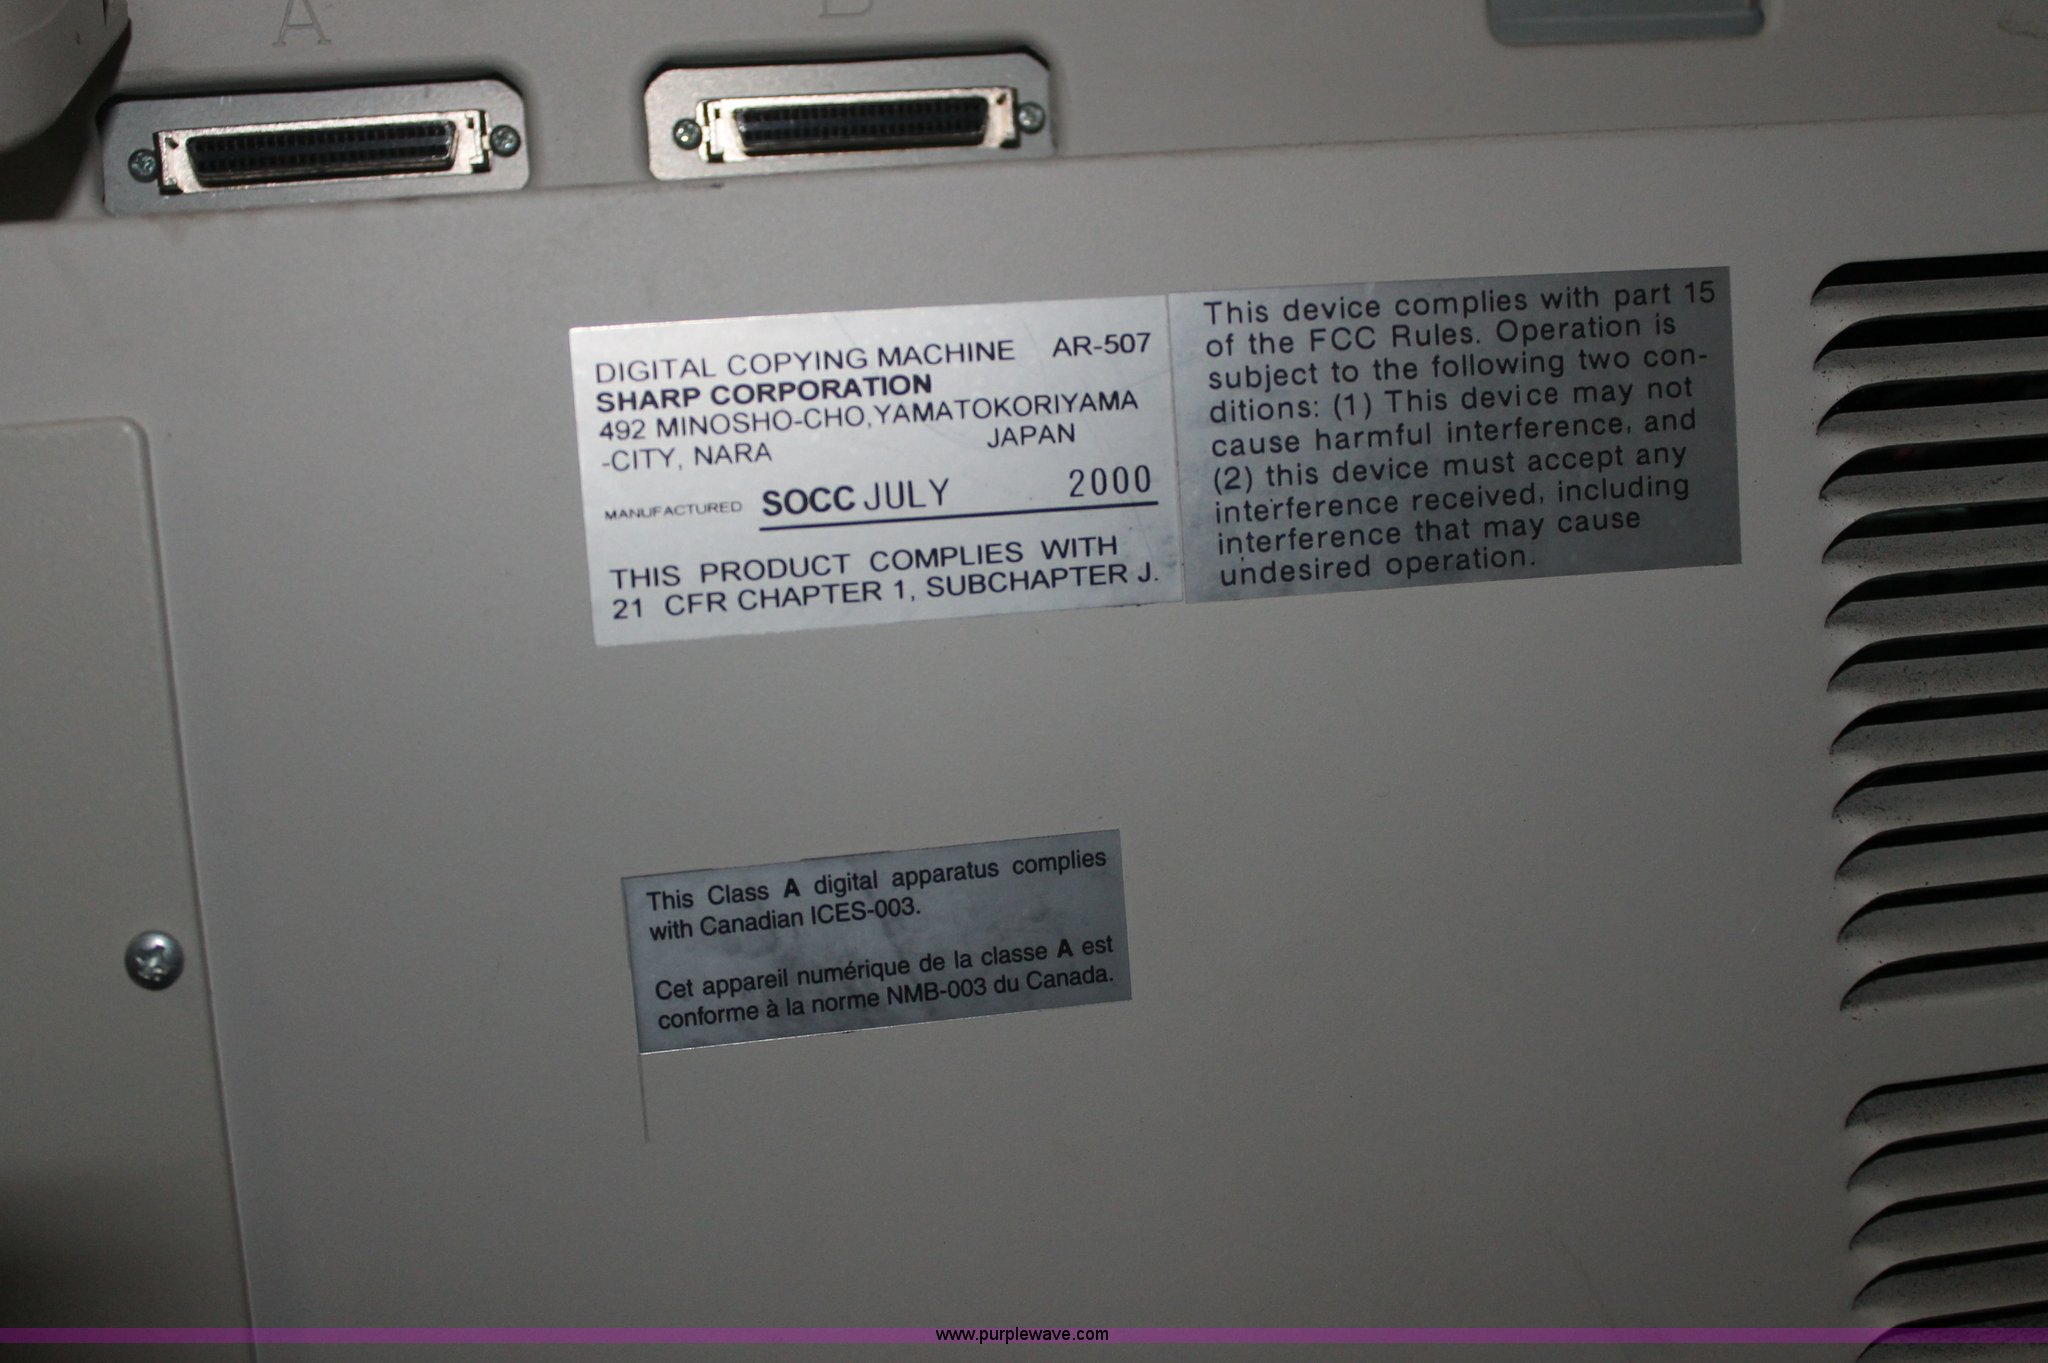 A
B
DIGITAL COPYING MACHINE AR-507
SHARP CORPORATION
492 MINOSHO-CHO, YAMATOKORIYAMA
-CITY, NARA JAPAN
MANUFACTURED SOCC JULY 2000
THIS PRODUCT COMPLIES WITH
21 CFR CHAPTER 1, SUBCHAPTER J.
This device complies with part 15
of the FCC Rules. Operation is
subject to the following two con-
ditions: (1) This device may not
cause harmful interference, and
(2) this device must accept any
interference received, including
interference that may cause
undesired operation.
This Class A digital apparatus complies
with Canadian ICES-003.
Cet appareil numérique de la classe A est
conforme à la norme NMB-003 du Canada.
www.purplewave.com